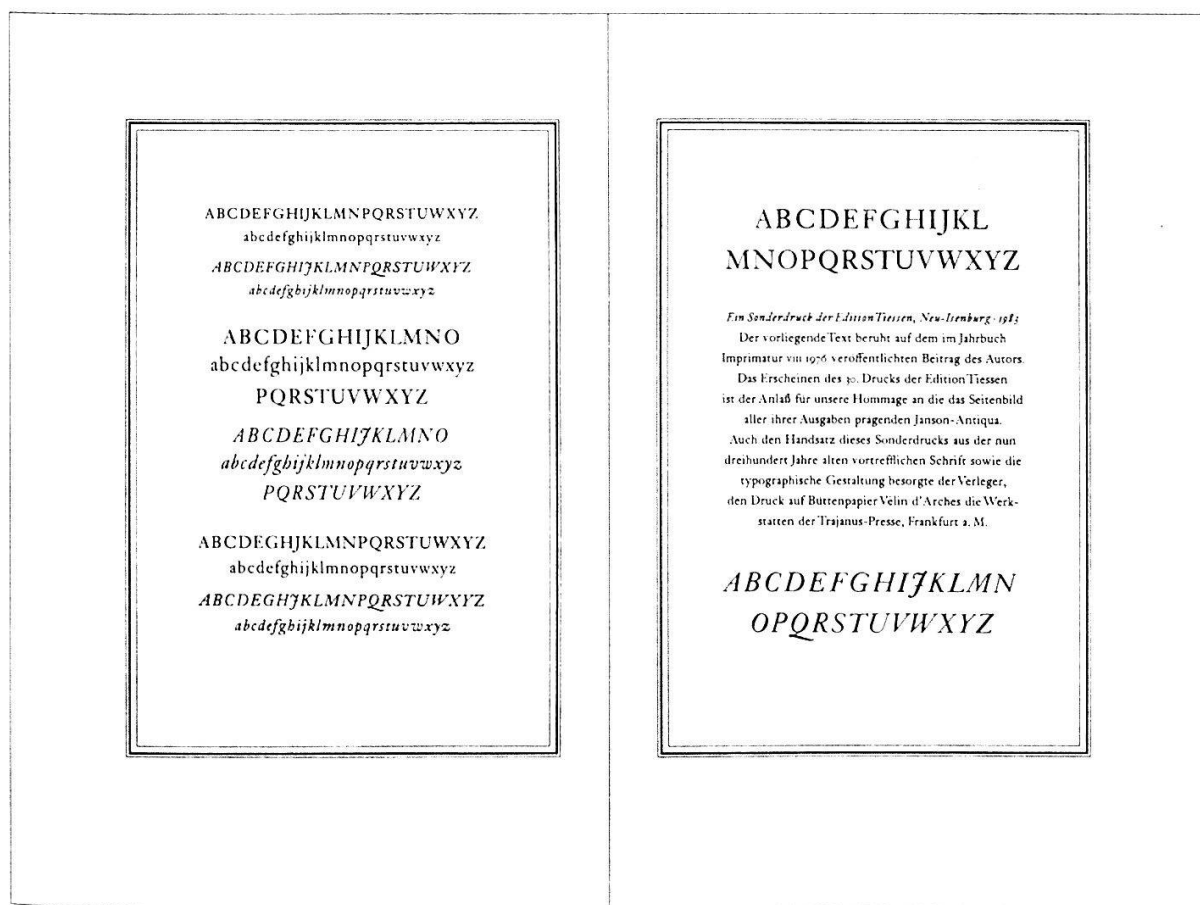 ABCDEFGHIJKLMNPQRSTUWXYZ
abcdefghijklmnopqrstuvwxyz
ABCDEFGHIJKLMNPQRSTUWXYZ
abcdefghijklmnopqrstuvwxyz
ABCDEFGHIJKLMNO
abcdefghijklmnopqrstuvwxyz
PQRSTUVWXYZ
ABCDEFGHIJKLMNO
abcdefghijklmnopqrstuvwxyz
PQRSTUVWXYZ
ABCDEGHJKLMNPQRSTUWXYZ
abcdefghijklmnopqrstuvwxyz
ABCDEGHJKLMNPQRSTUWXYZ
abcdefghijklmnopqrstuvwxyz
ABCDEFGHIJKL
MNOPQRSTUVWXYZ
Ein Sonderdruck der Edition Tiessen, Neu-Isenburg · 1983
Der vorliegende Text beruht auf dem im Jahrbuch
Imprimatur VIII 1976 veröffentlichten Beitrag des Autors.
Das Erscheinen des 30. Drucks der Edition Tiessen
ist der Anlaß für unsere Hommage an die das Seitenbild
aller ihrer Ausgaben prägenden Janson-Antiqua.
Auch den Handsatz dieses Sonderdrucks aus der nun
dreihundert Jahre alten vortrefflichen Schrift sowie die
typographische Gestaltung besorgte der Verleger,
den Druck auf Büttenpapier Velin d'Arches die Werk-
stätten der Trajanus-Presse, Frankfurt a. M.
ABCDEFGHIJKLMN
OPQRSTUVWXYZ